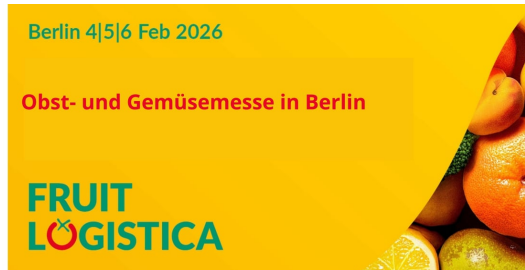 Berlin 4|5|6 Feb 2026
Obst- und Gemüsemesse in Berlin
FRUIT
LOGISTICA